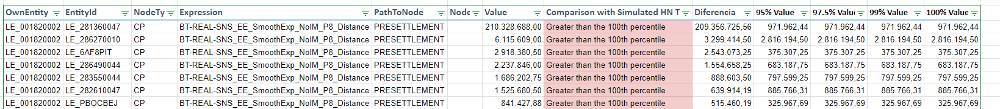 OwnEntity EntityId NodeTy Expression PathToNode Node Value Comparison with Simulated HN T Diferencia 95% Value 97.5% Valu 99% Value 100% Value
LE_001820002 LE_281360047 CP BT-REAL-SNS_EE_SmoothExp_NoIM_P8_Distance PRESETTLEMENT 210.328.688,00 Greater than the 100th percentile 209.356.725,56 971.962,44 971.962,44 971.962,44 971.962,44
LE_001820002 LE_286270010 CP BT-REAL-SNS_EE_SmoothExp_NoIM_P8_Distance PRESETTLEMENT 6.115.609,00 Greater than the 100th percentile 3.299.414,50 2.816.194,50 2.816.194,50 2.816.194,50 2.816.194,50
LE_001820002 LE_6AF8PIT CP BT-REAL-SNS_EE_SmoothExp_NoIM_P8_Distance PRESETTLEMENT 2.918.380,50 Greater than the 100th percentile 2.543.073,25 375.307,25 375.307,25 375.307,25 375.307,25
LE_001820002 LE_286490044 CP BT-REAL-SNS_EE_SmoothExp_NoIM_P8_Distance PRESETTLEMENT 2.237.846,00 Greater than the 100th percentile 1.554.658,25 683.187,75 683.187,75 683.187,75 683.187,75
LE_001820002 LE_283550044 CP BT-REAL-SNS_EE_SmoothExp_NoIM_P8_Distance PRESETTLEMENT 1.686.202,75 Greater than the 100th percentile 888.603,50 797.599,25 797.599,25 797.599,25 797.599,25
LE_001820002 LE_282610047 CP BT-REAL-SNS_EE_SmoothExp_NoIM_P8_Distance PRESETTLEMENT 1.525.680,50 Greater than the 100th percentile 639.914,19 885.766,31 885.766,31 885.766,31 885.766,31
LE_001820002 LE_PBOCBEJ CP BT-REAL-SNS_EE_SmoothExp_NoIM_P8_Distance PRESETTLEMENT 841.427,88 Greater than the 100th percentile 515.460,19 325.967,69 325.967,69 325.967,69 325.967,69